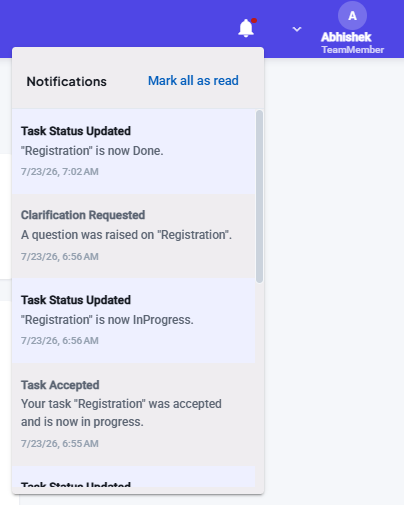 A
Abhishek
TeamMember
Notifications
Mark all as read
Task Status Updated
"Registration" is now Done.
7/23/26, 7:02 AM
Clarification Requested
A question was raised on "Registration".
7/23/26, 6:56 AM
Task Status Updated
"Registration" is now InProgress.
7/23/26, 6:56 AM
Task Accepted
Your task "Registration" was accepted
and is now in progress.
7/23/26, 6:55 AM
Task Status Updated